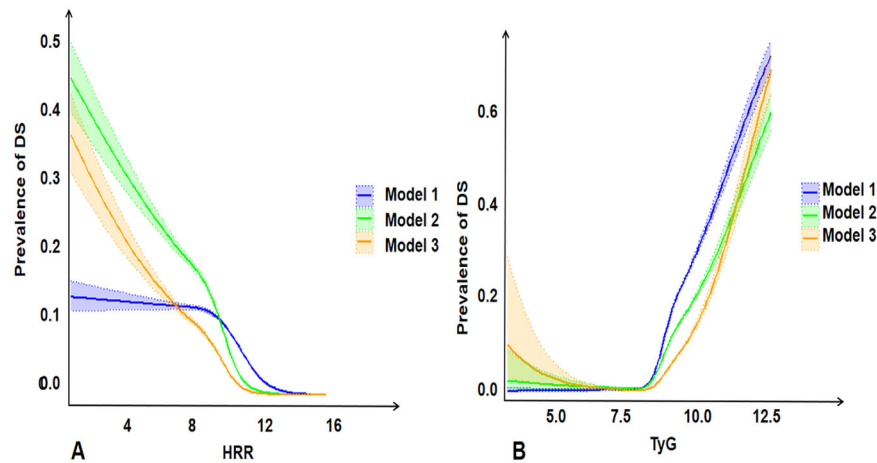 0.5
0.4
0.3
0.2
0.1
0.0
Prevalence of DS
4
8
12
16
HRR
A
Model 1
Model 2
Model 3
0.6
0.4
0.2
0.0
Prevalence of DS
5.0
7.5
10.0
12.5
TyG
B
Model 1
Model 2
Model 3